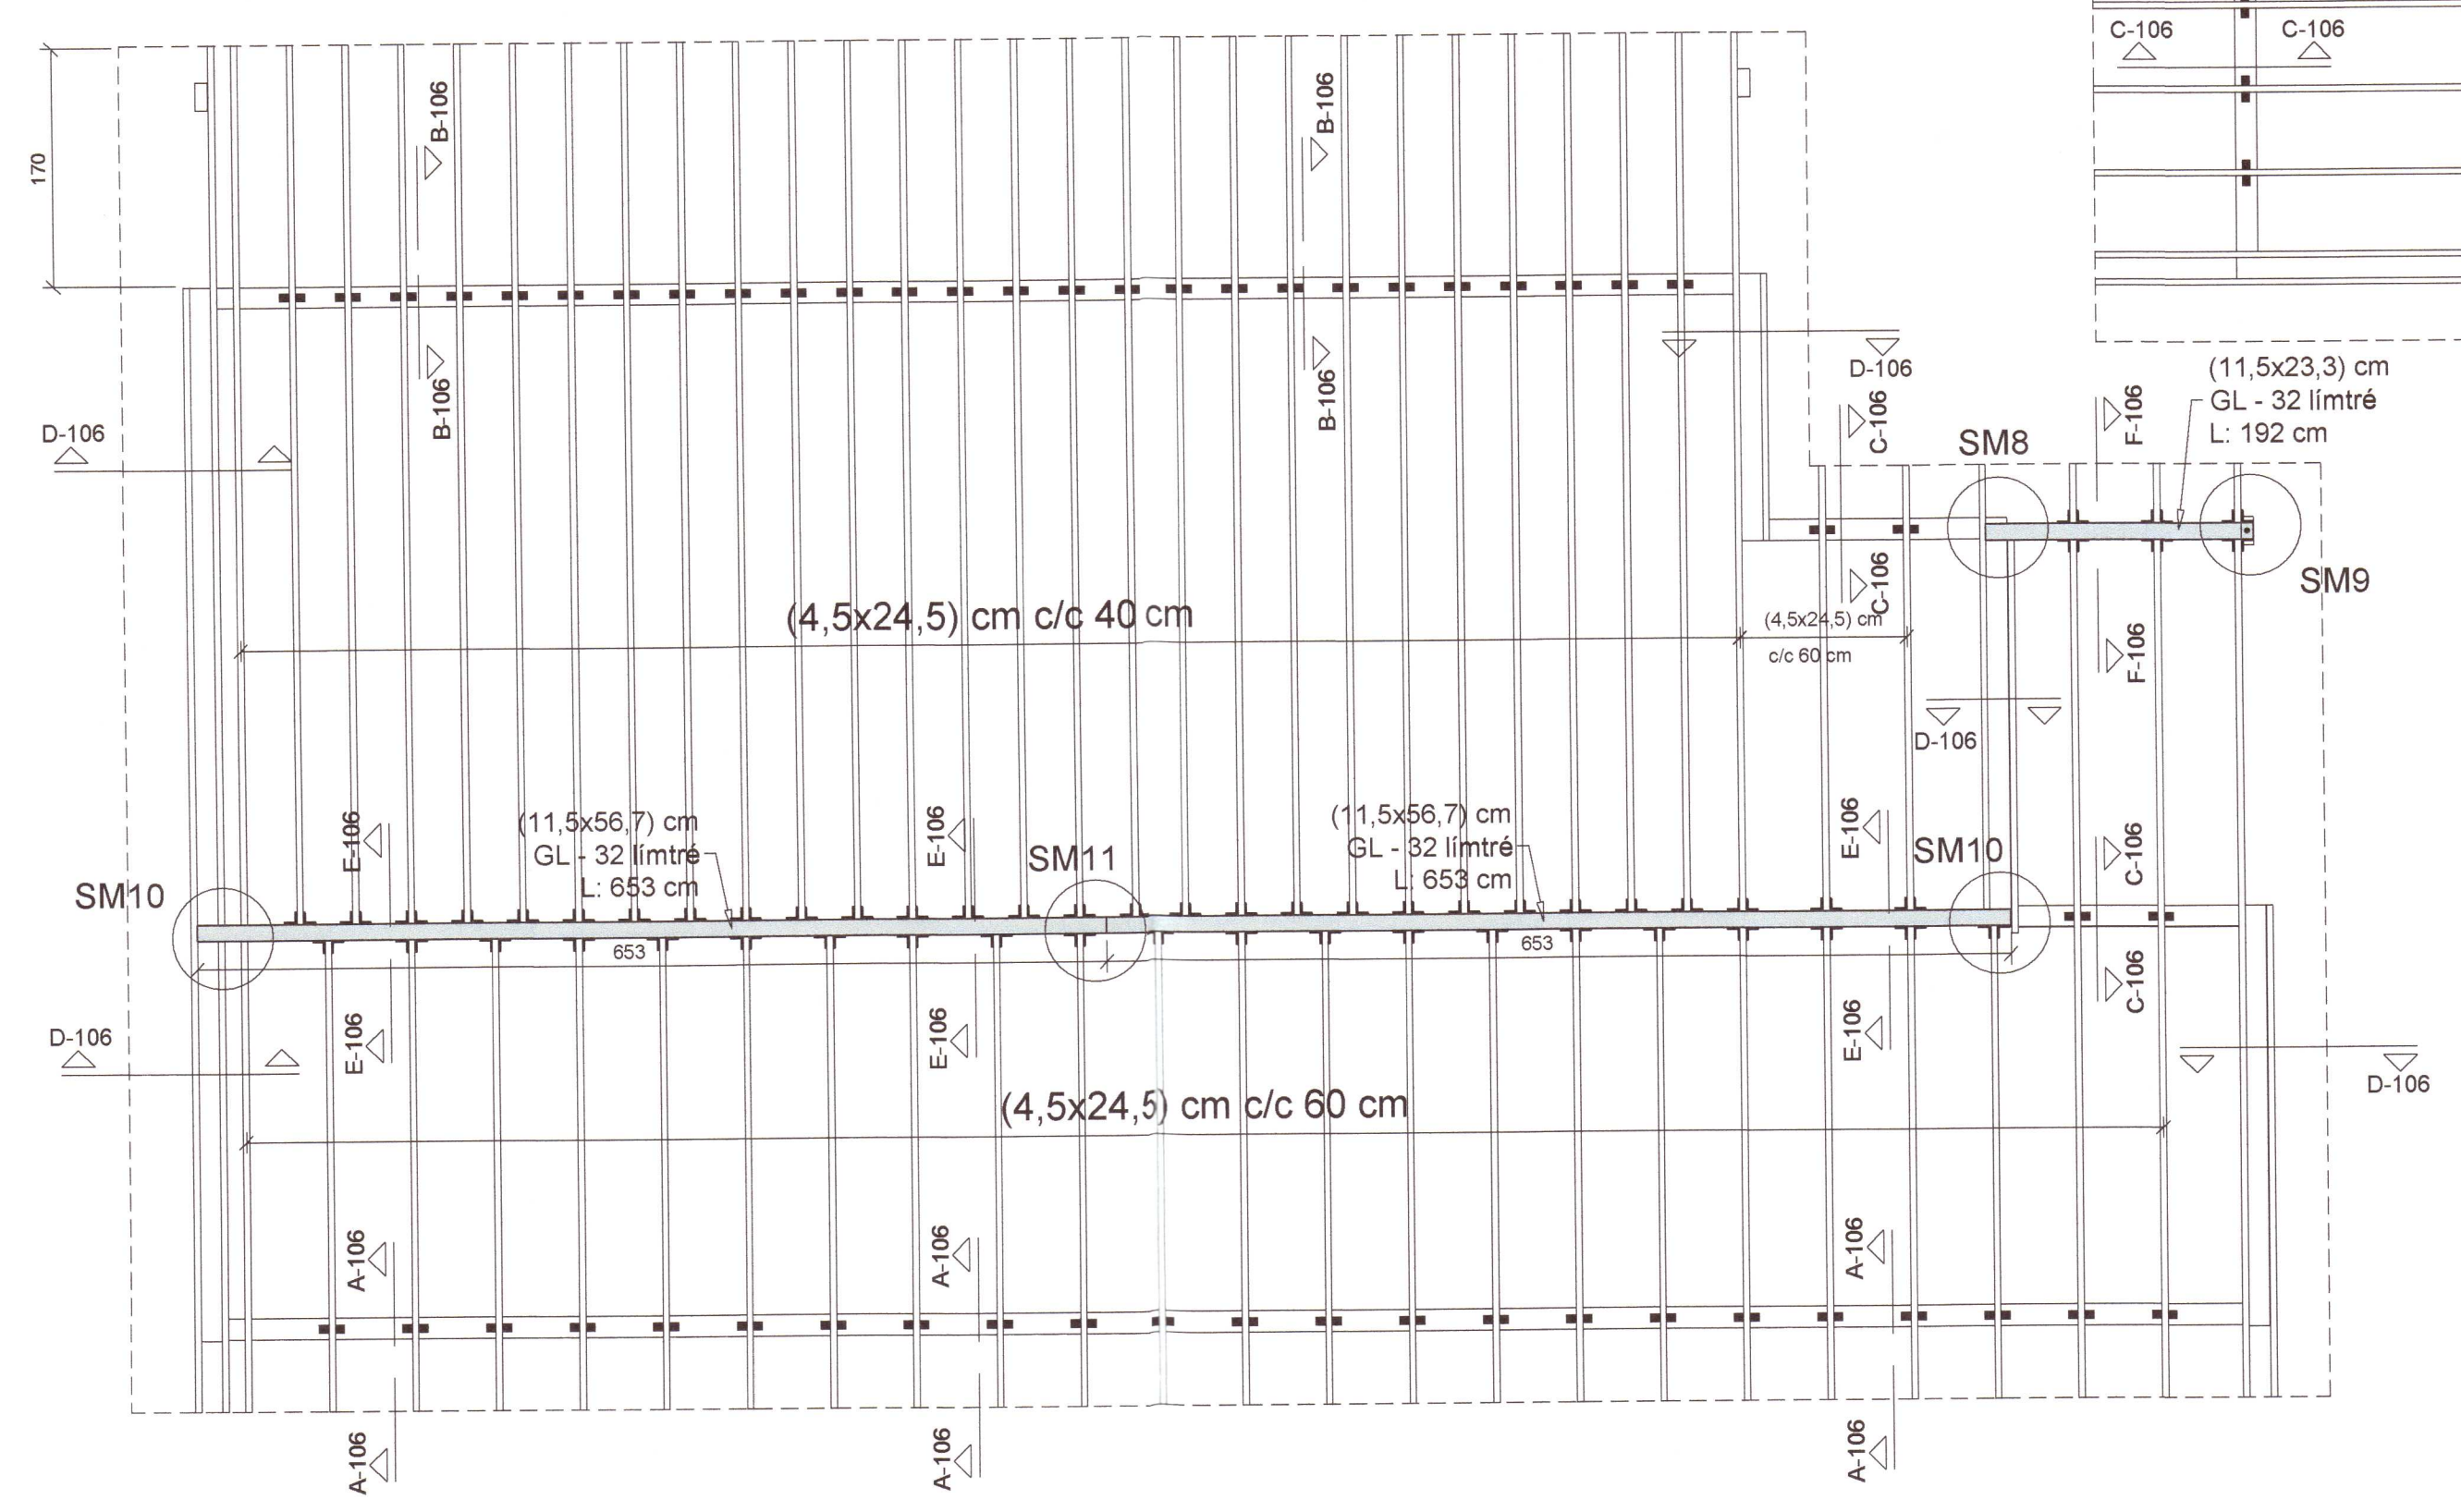 C-106
C-106
170
B-106
B-106
B-106
B-106
D-106
D-106
C-106
F-106
(11,5x23,3) cm
GL - 32 límtré
L: 192 cm
SM8
SM9
(4,5x24,5) cm c/c 40 cm
(4,5x24,5) cm
c/c 60 cm
C-106
F-106
D-106
E-106
(11,5x56,7) cm
GL - 32 límtré
L: 653 cm
E-106
SM11
(11,5x56,7) cm
GL - 32 límtré
L: 653 cm
E-106
SM10
C-106
SM10
653
653
C-106
D-106
E-106
E-106
E-106
D-106
(4,5x24,5) cm c/c 60 cm
A-106
A-106
A-106
A-106
A-106
A-106